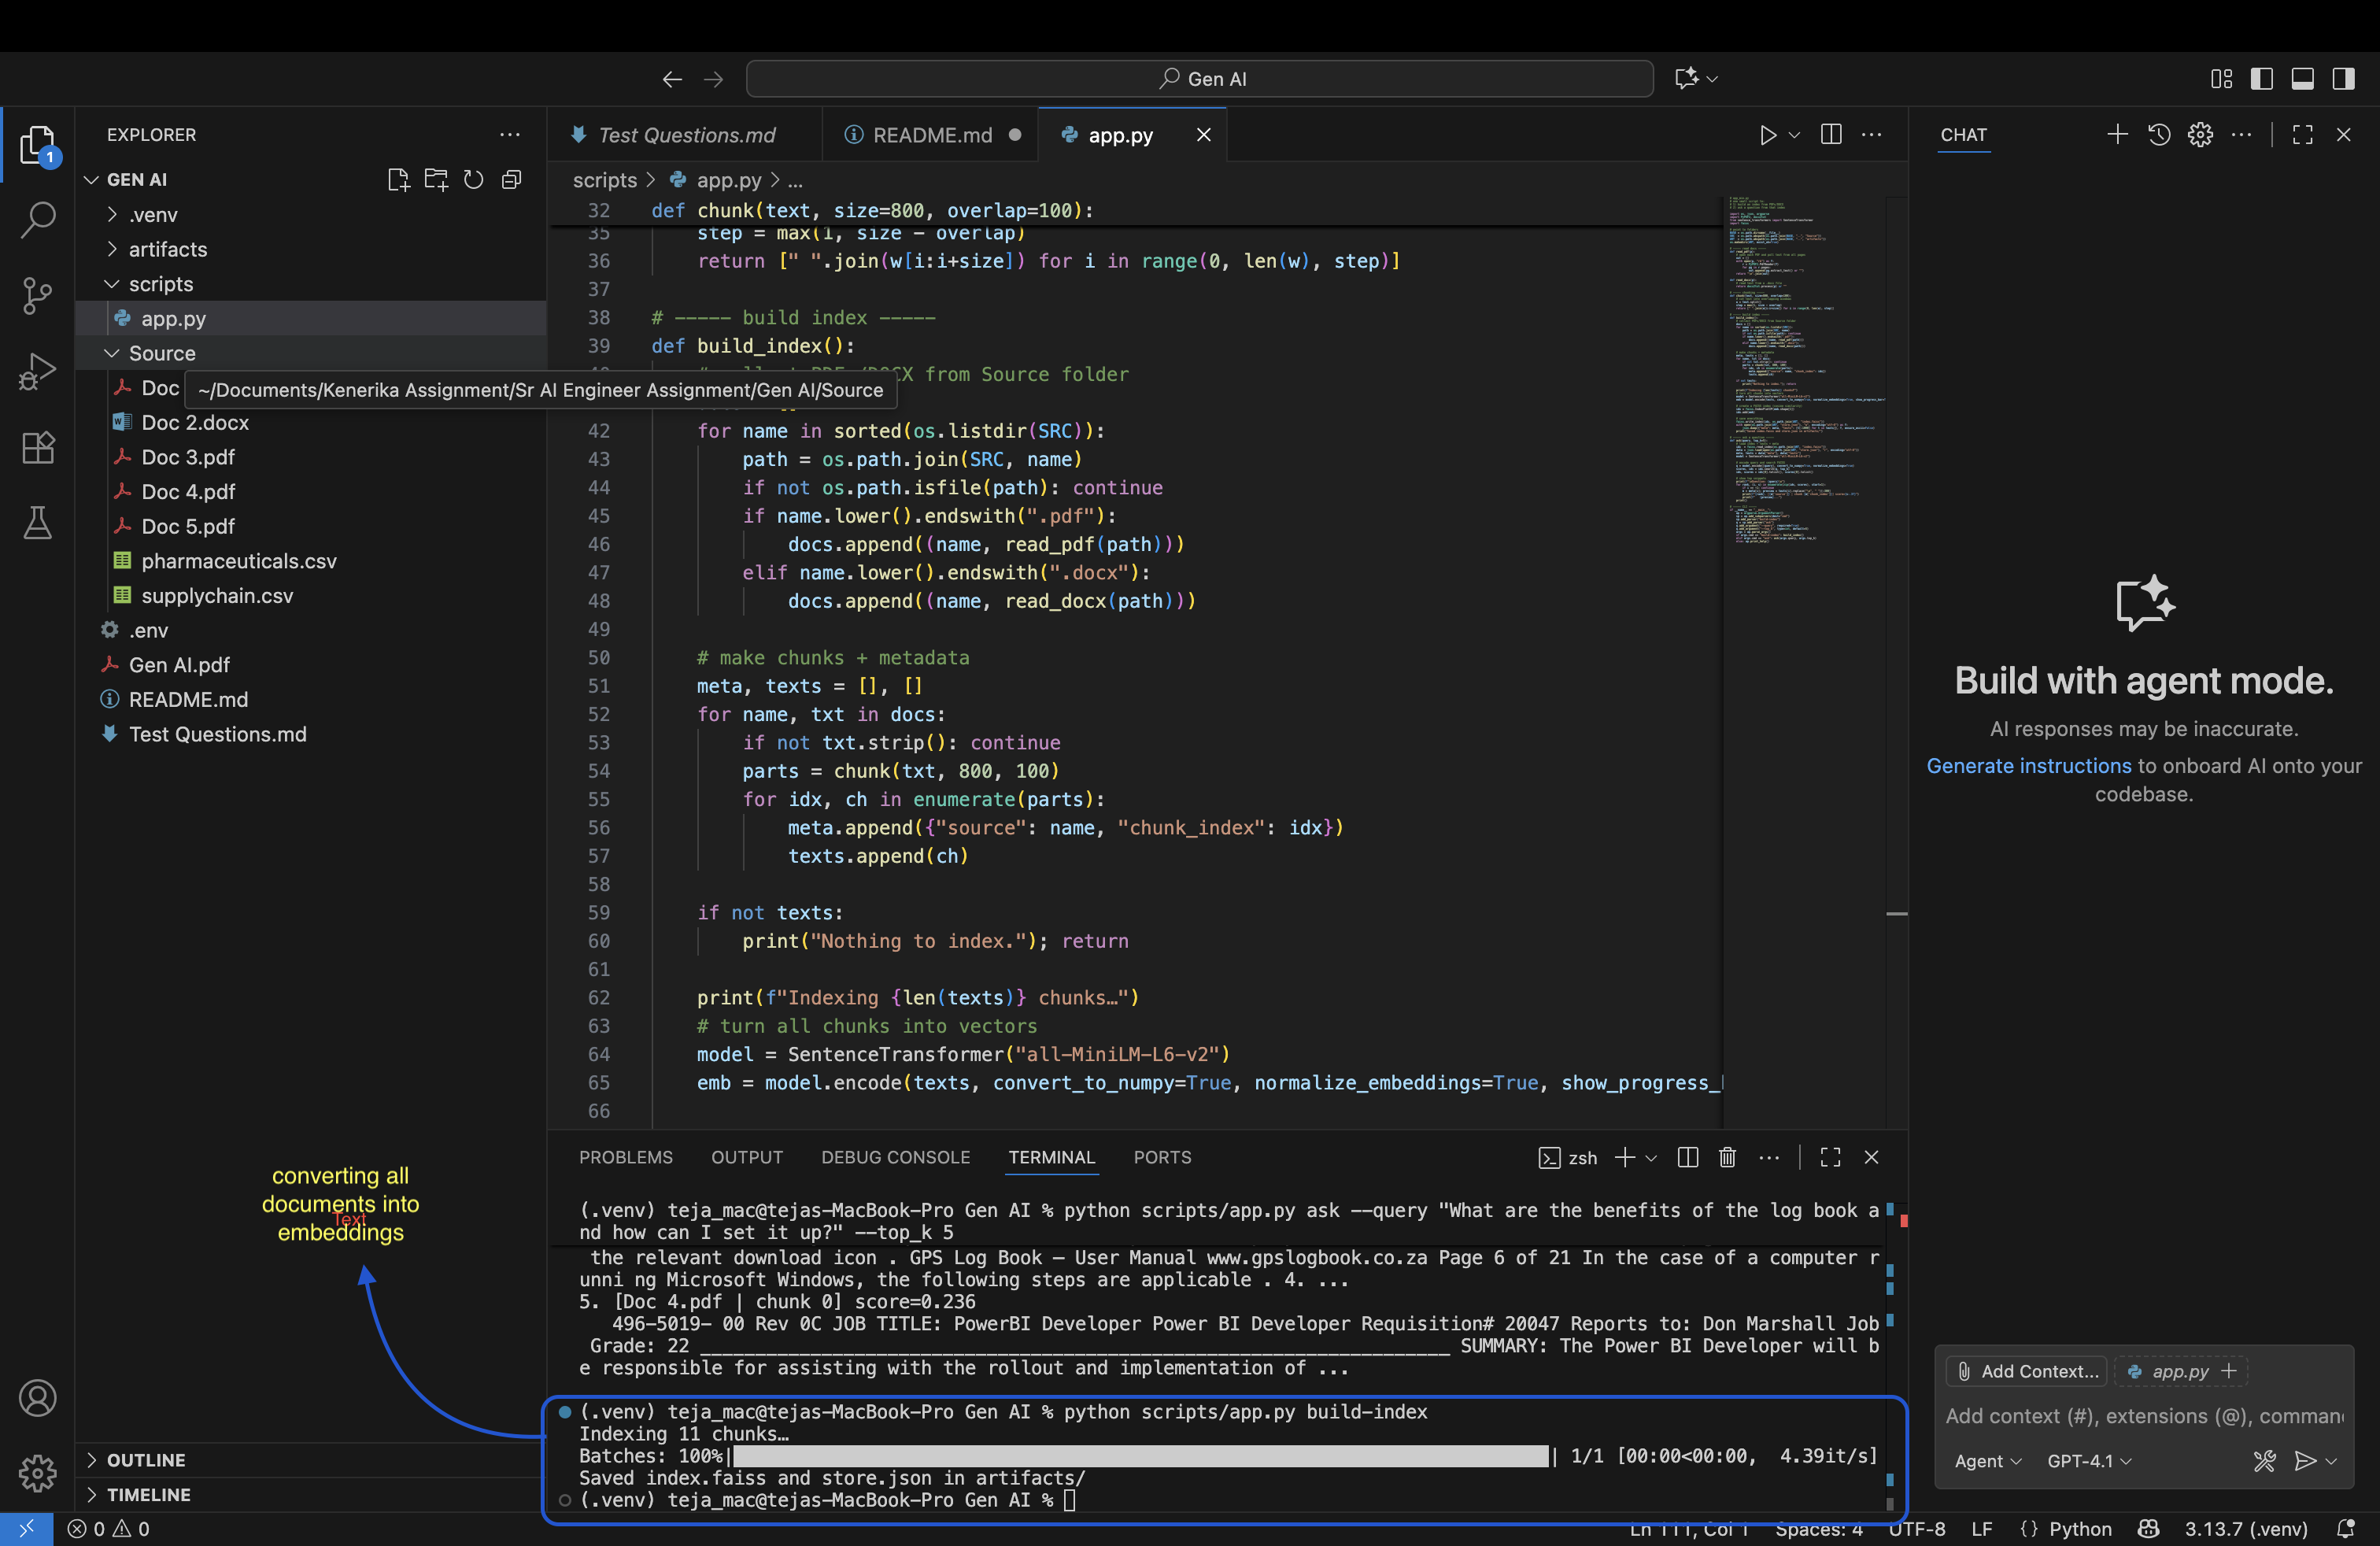 Gen AI
EXPLORER
GEN AI
.venv
artifacts
scripts
app.py
Source
Doc
~/Documents/Kenerika Assignment/Sr AI Engineer Assignment/Gen AI/Source
Doc 2.docx
Doc 3.pdf
Doc 4.pdf
Doc 5.pdf
pharmaceuticals.csv
supplychain.csv
.env
Gen AI.pdf
README.md
Test Questions.md
converting all
documents into
Text
embeddings
OUTLINE
TIMELINE
Test Questions.md
README.md
app.py
scripts > app.py > ...
32 def chunk(text, size=800, overlap=100):
35 step = max(1, size - overlap)
36 return [" ".join(w[i:i+size]) for i in range(0, len(w), step)]
37
38 # ----- build index -----
39 def build_index():
from Source folder
42 for name in sorted(os.listdir(SRC)):
43 path = os.path.join(SRC, name)
44 if not os.path.isfile(path): continue
45 if name.lower().endswith(".pdf"):
46 docs.append((name, read_pdf(path)))
47 elif name.lower().endswith(".docx"):
48 docs.append((name, read_docx(path)))
49
50 # make chunks + metadata
51 meta, texts = [], []
52 for name, txt in docs:
53 if not txt.strip(): continue
54 parts = chunk(txt, 800, 100)
55 for idx, ch in enumerate(parts):
56 meta.append({"source": name, "chunk_index": idx})
57 texts.append(ch)
58
59 if not texts:
60 print("Nothing to index."); return
61
62 print(f"Indexing {len(texts)} chunks…")
63 # turn all chunks into vectors
64 model = SentenceTransformer("all-MiniLM-L6-v2")
65 emb = model.encode(texts, convert_to_numpy=True, normalize_embeddings=True, show_progress_
66
PROBLEMS OUTPUT DEBUG CONSOLE TERMINAL PORTS
zsh
(.venv) teja_mac@tejas-MacBook-Pro Gen AI % python scripts/app.py ask --query "What are the benefits of the log book a
nd how can I set it up?" --top_k 5
the relevant download icon . GPS Log Book – User Manual www.gpslogbook.co.za Page 6 of 21 In the case of a computer r
unni ng Microsoft Windows, the following steps are applicable . 4. ...
5. [Doc 4.pdf | chunk 0] score=0.236
496-5019- 00 Rev 0C JOB TITLE: PowerBI Developer Power BI Developer Requisition# 20047 Reports to: Don Marshall Job
Grade: 22 _________________________________________________________________ SUMMARY: The Power BI Developer will b
e responsible for assisting with the rollout and implementation of ...
(.venv) teja_mac@tejas-MacBook-Pro Gen AI % python scripts/app.py build-index
Indexing 11 chunks…
Batches: 100%| | 1/1 [00:00<00:00, 4.39it/s]
Saved index.faiss and store.json in artifacts/
(.venv) teja_mac@tejas-MacBook-Pro Gen AI %
CHAT
Build with agent mode.
AI responses may be inaccurate.
Generate instructions to onboard AI onto your
codebase.
Add Context... app.py
Add context (#), extensions (@), comman
Agent GPT-4.1
1
0 0
Ln 111, Col 1 Spaces: 4 UTF-8 LF {} Python 3.13.7 (.venv)